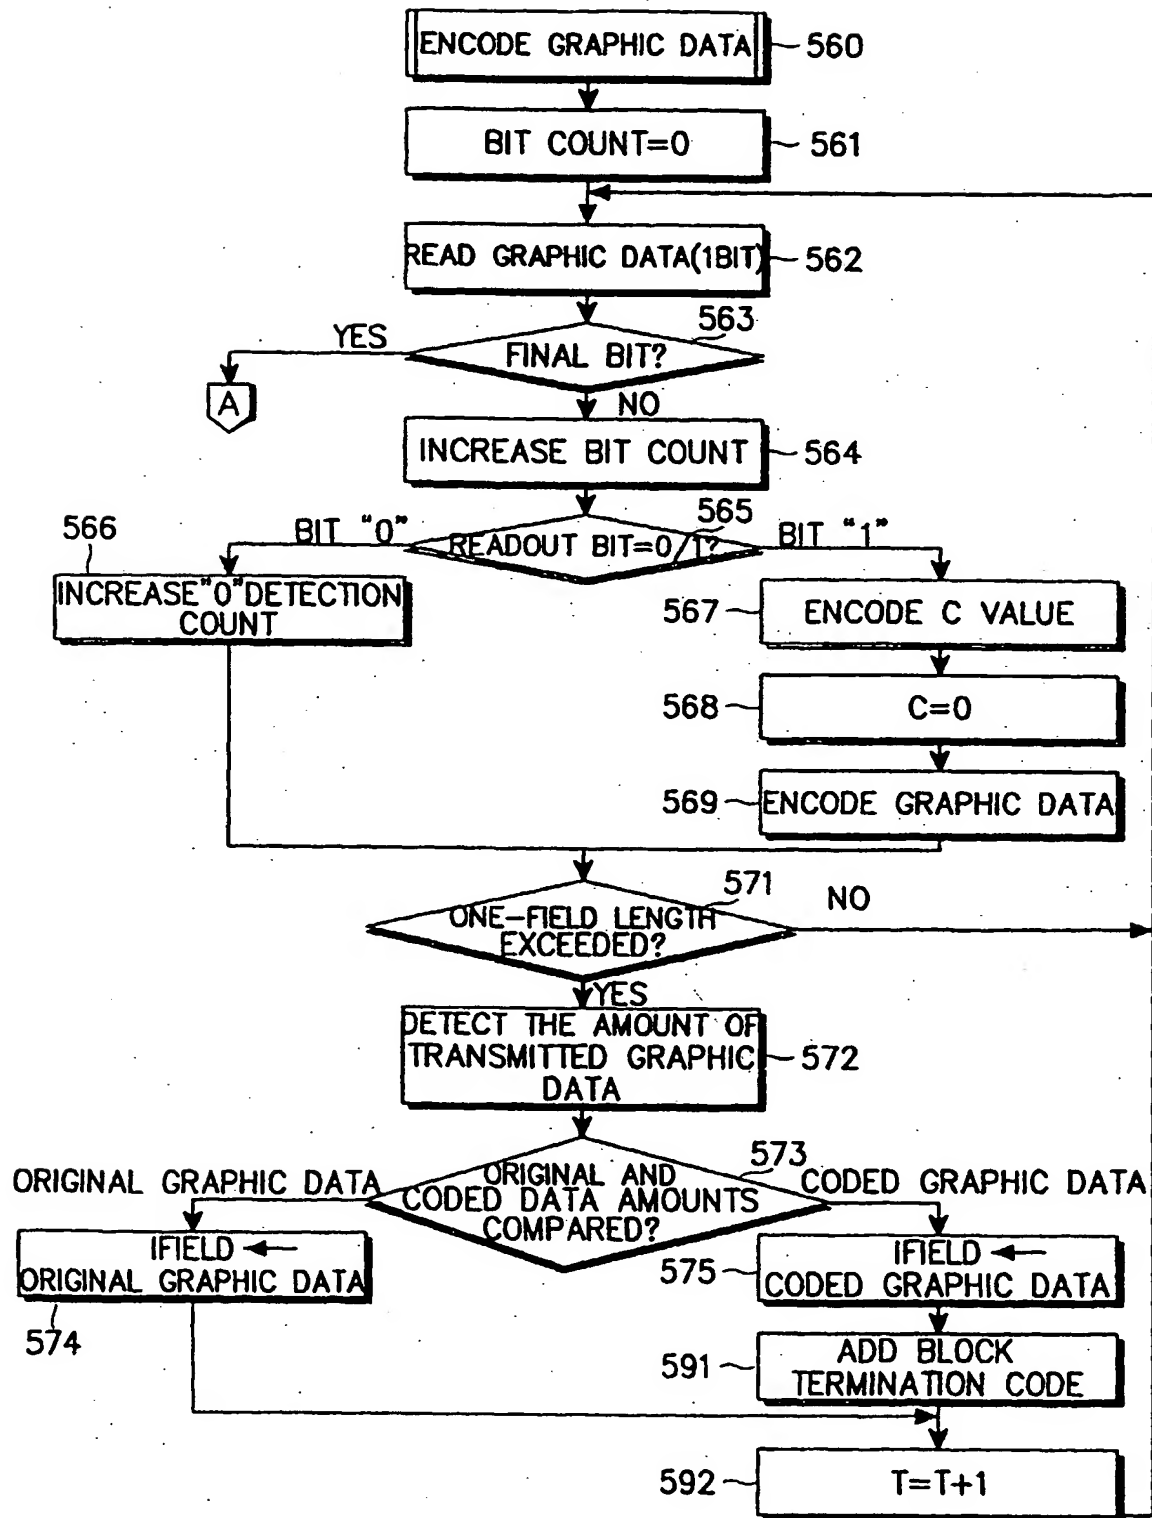 ENCODE GRAPHIC DATA 560
BIT COUNT=0 561
READ GRAPHIC DATA(1BIT) 562
563
YES
FINAL BIT?
A
NO
INCREASE BIT COUNT 564
565
566
BIT "0"
READOUT BIT=0/1?
BIT "1"
INCREASE"0"DETECTION
COUNT
567 ENCODE C VALUE
568 C=0
569 ENCODE GRAPHIC DATA
571
NO
ONE-FIELD LENGTH
EXCEEDED?
YES
DETECT THE AMOUNT OF
TRANSMITTED GRAPHIC
DATA
572
573
ORIGINAL GRAPHIC DATA
ORIGINAL AND
CODED DATA AMOUNTS
COMPARED?
CODED GRAPHIC DATA
IFIELD ←
ORIGINAL GRAPHIC DATA
574
575
IFIELD ←
CODED GRAPHIC DATA
591
ADD BLOCK
TERMINATION CODE
592 T=T+1